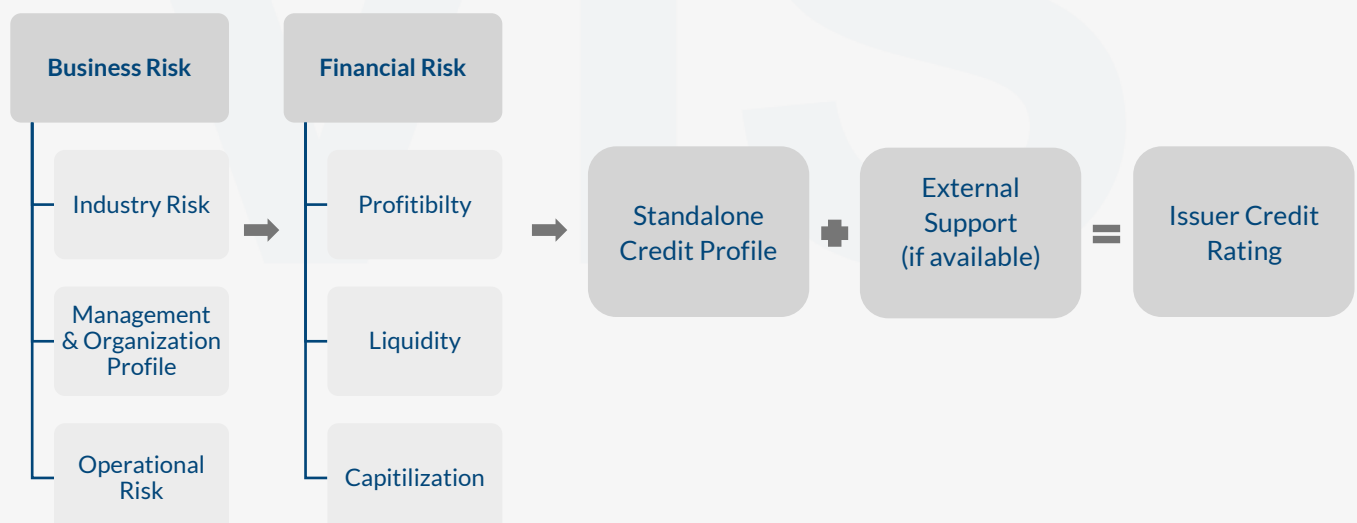 Business Risk
Industry Risk
Management
& Organization
Profile
Operational
Risk
Financial Risk
Profitibilty
Liquidity
Capitilization
Standalone
Credit Profile
External
Support
(if available)
Issuer Credit
Rating